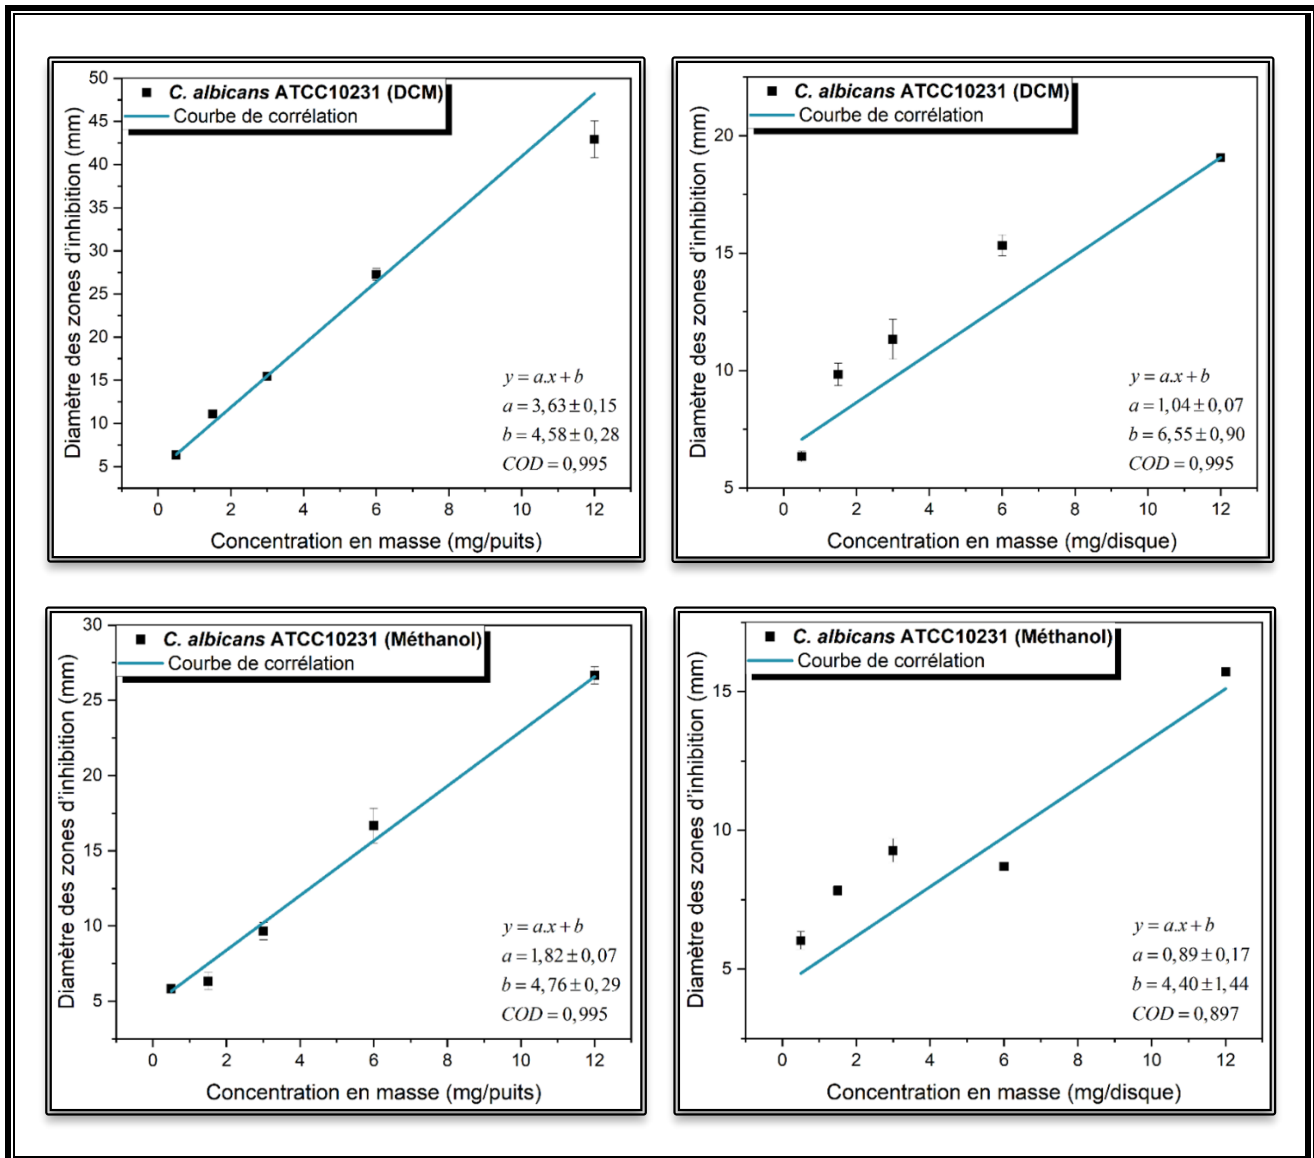 C. albicans ATCC10231 (DCM)
Courbe de corrélation
Diamètre des zones d'inhibition (mm)
50
45
40
35
30
25
20
15
10
5
y = a.x + b
a = 3,63 ± 0,15
b = 4,58 ± 0,28
COD = 0,995
0 2 4 6 8 10 12
Concentration en masse (mg/puits)
C. albicans ATCC10231 (DCM)
Courbe de corrélation
Diamètre des zones d'inhibition (mm)
20
15
10
5
y = a.x + b
a = 1,04 ± 0,07
b = 6,55 ± 0,90
COD = 0,995
0 2 4 6 8 10 12
Concentration en masse (mg/disque)
C. albicans ATCC10231 (Méthanol)
Courbe de corrélation
Diamètre des zones d'inhibition (mm)
30
25
20
15
10
5
y = a.x + b
a = 1,82 ± 0,07
b = 4,76 ± 0,29
COD = 0,995
0 2 4 6 8 10 12
Concentration en masse (mg/puits)
C. albicans ATCC10231 (Méthanol)
Courbe de corrélation
Diamètre des zones d'inhibition (mm)
15
10
5
y = a.x + b
a = 0,89 ± 0,17
b = 4,40 ± 1,44
COD = 0,897
0 2 4 6 8 10 12
Concentration en masse (mg/disque)